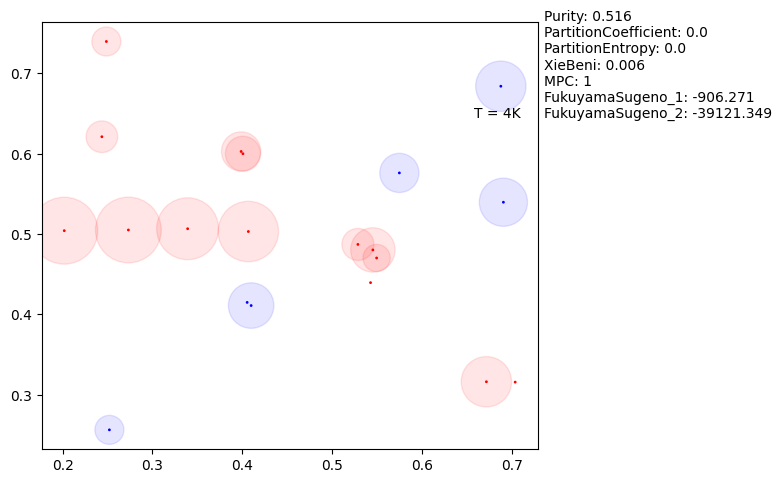 Purity: 0.516
PartitionCoefficient: 0.0
PartitionEntropy: 0.0
XieBeni: 0.006
MPC: 1
FukuyamaSugeno_1: -906.271
FukuyamaSugeno_2: -39121.349
T = 4K
0.7
0.6
0.5
0.4
0.3
0.2 0.3 0.4 0.5 0.6 0.7